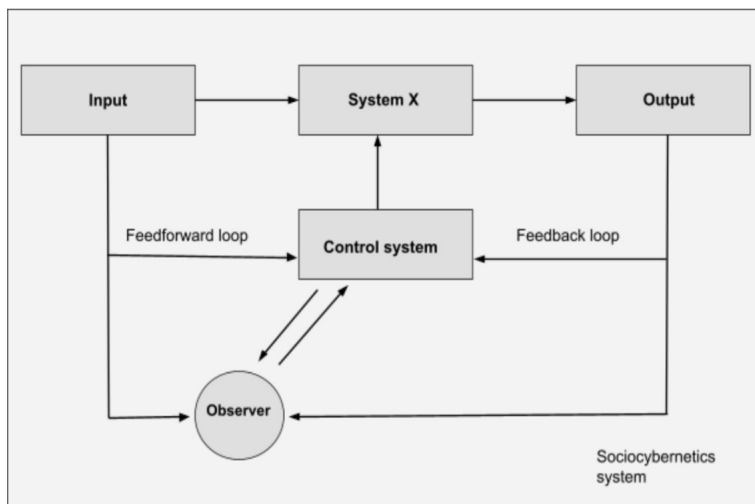 Input
System X
Output
Feedforward loop
Control system
Feedback loop
Observer
Sociocybernetics
system